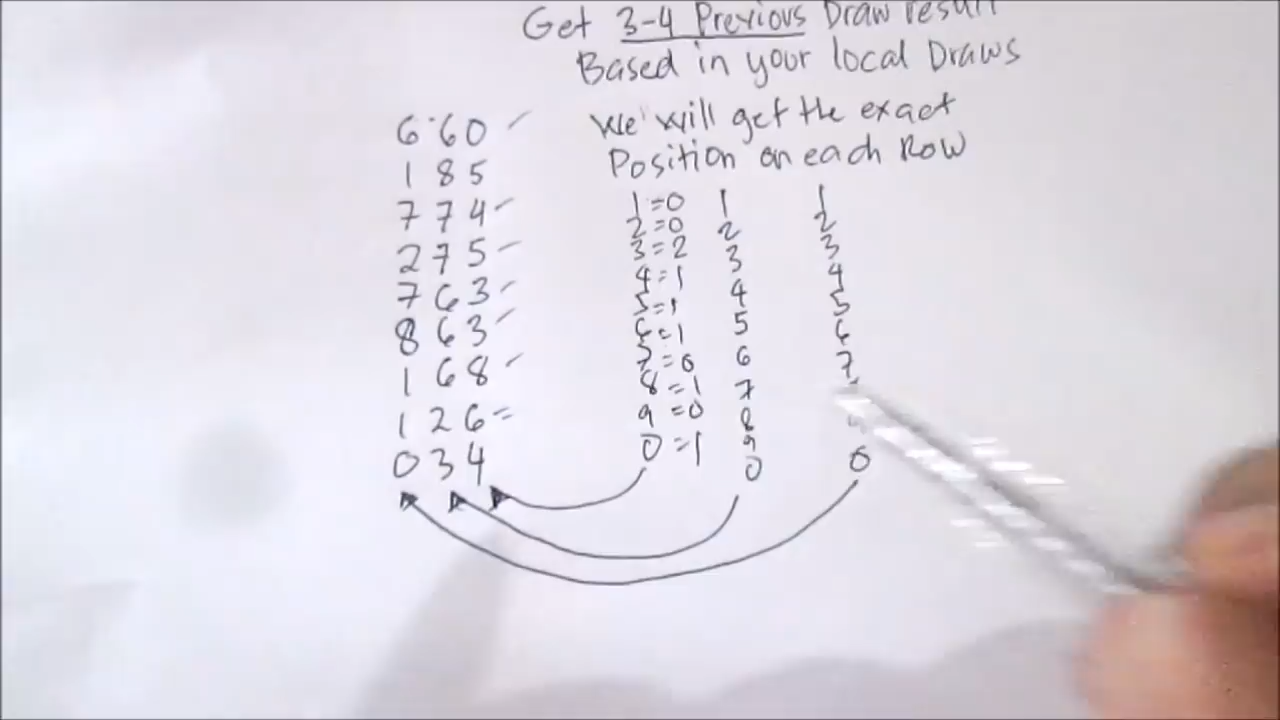 Get 3-4 Previous Draw result
Based in your local Draws
We will get the exact
Position on each Row
660
185
774
275
763
863
168
126
034
1=0 1 1
2=0 2 2
3=2 3 3
4=1 4 4
5=1 5 5
6=1 6 6
7=0 7 7
8=1 8
9=0 9
0=1 0 0